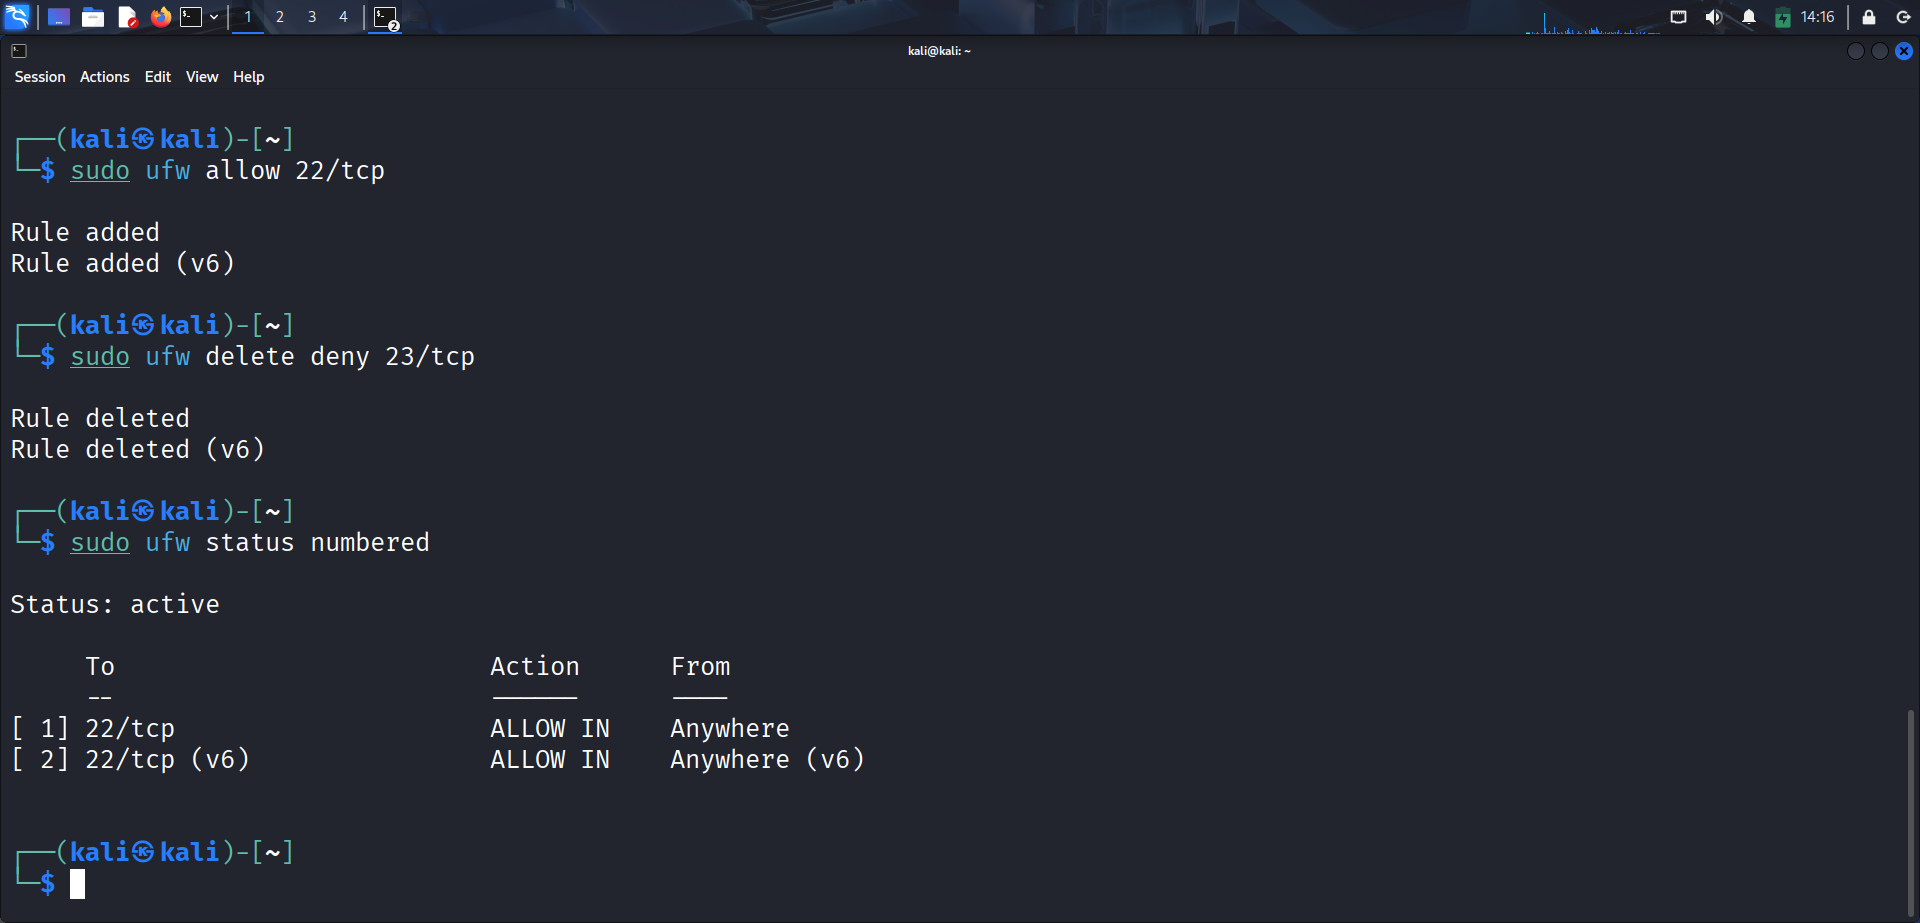 1 2 3 4 2 14:16
kali@kali: ~
Session Actions Edit View Help
┌──(kali㉿kali)-[~]
└─$ sudo ufw allow 22/tcp
Rule added
Rule added (v6)
┌──(kali㉿kali)-[~]
└─$ sudo ufw delete deny 23/tcp
Rule deleted
Rule deleted (v6)
┌──(kali㉿kali)-[~]
└─$ sudo ufw status numbered
Status: active
To Action From
-- ------ ----
[ 1] 22/tcp ALLOW IN Anywhere
[ 2] 22/tcp (v6) ALLOW IN Anywhere (v6)
┌──(kali㉿kali)-[~]
└─$